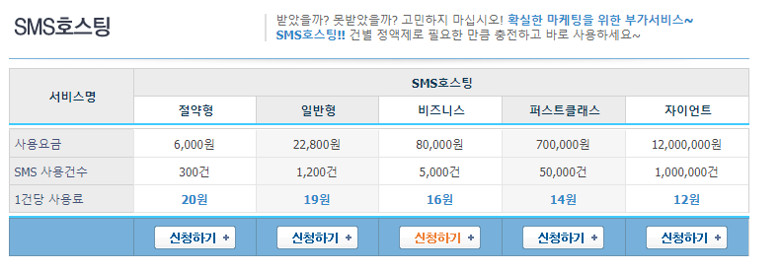 SMS호스팅
받았을까? 못받았을까? 고민하지 마십시오! 확실한 마케팅을 위한 부가서비스~
SMS호스팅!! 건별 정액제로 필요한 만큼 충전하고 바로 사용하세요~
서비스명 SMS호스팅
절약형 일반형 비즈니스 퍼스트클래스 자이언트
사용요금 6,000원 22,800원 80,000원 700,000원 12,000,000원
SMS 사용건수 300건 1,200건 5,000건 50,000건 1,000,000건
1건당 사용료 20원 19원 16원 14원 12원
신청하기 + 신청하기 + 신청하기 + 신청하기 + 신청하기 +